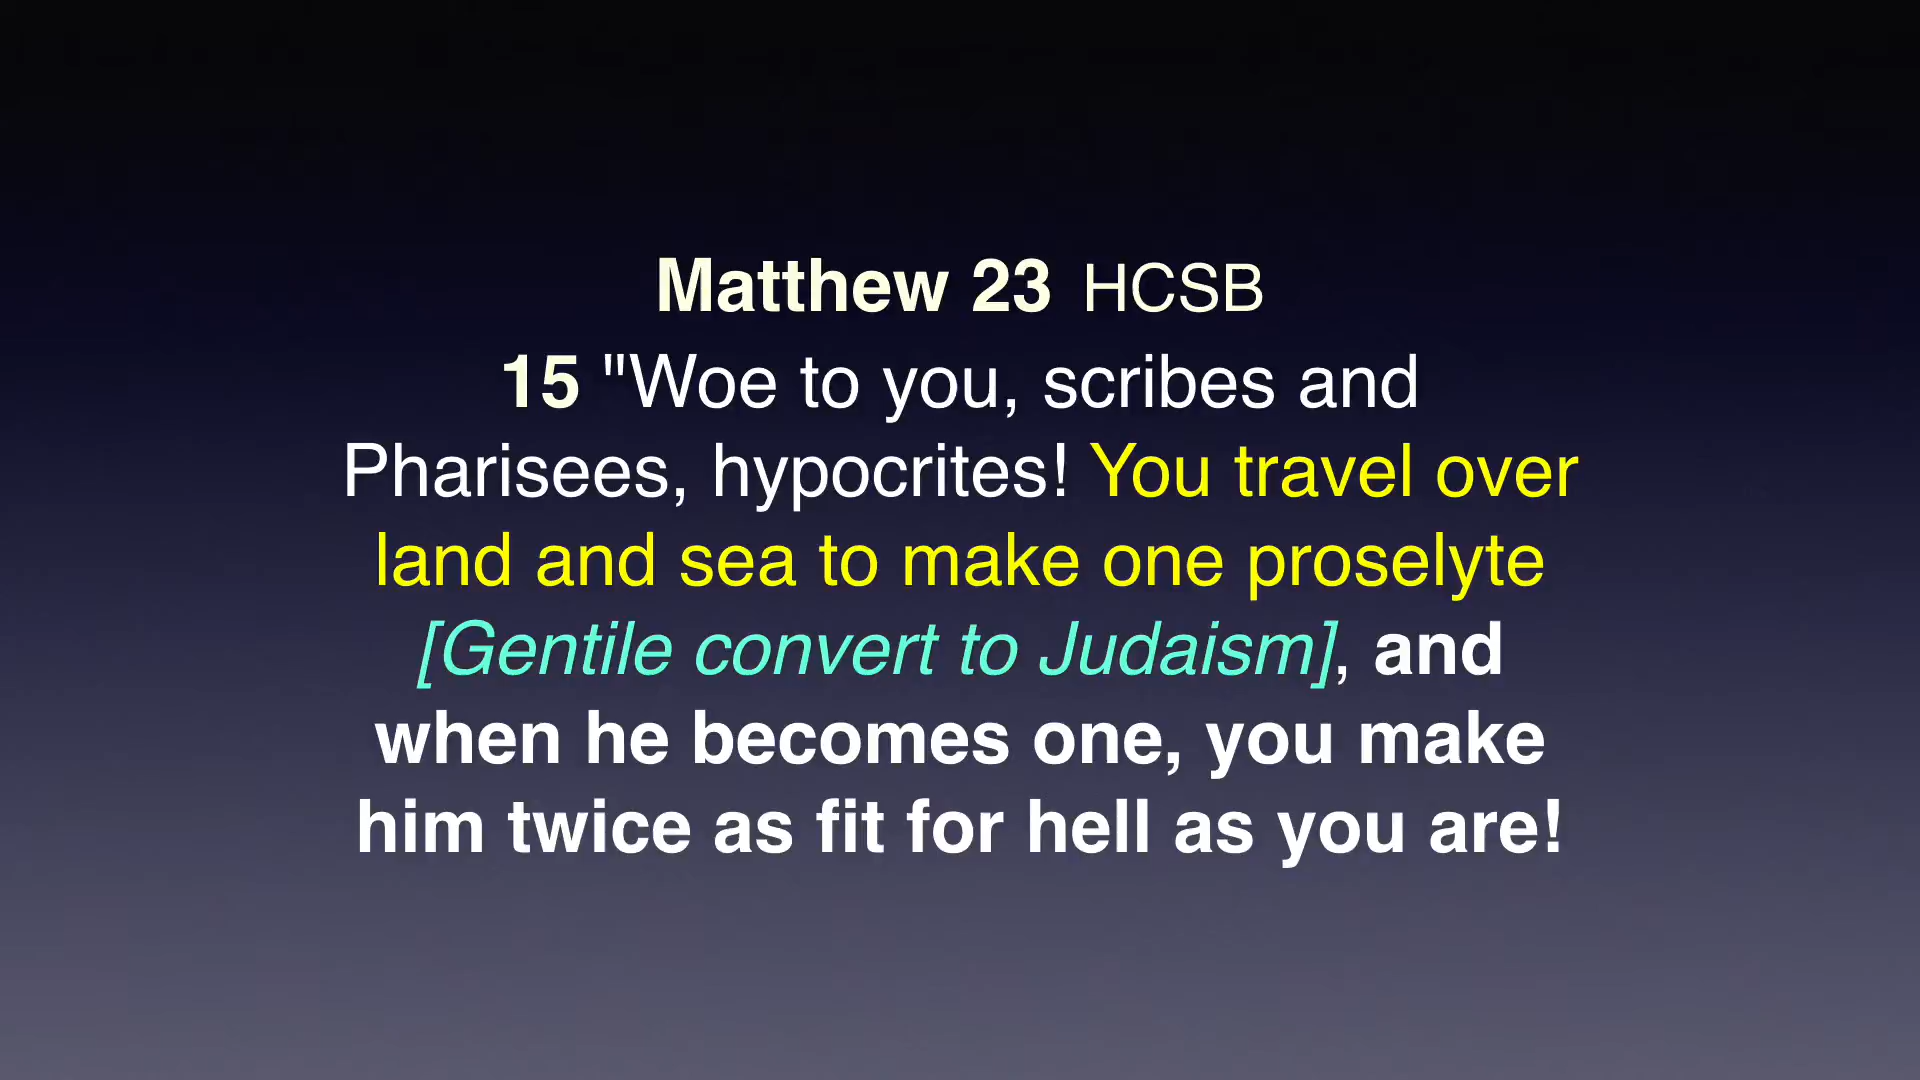 Matthew 23 HCSB
15 "Woe to you, scribes and
Pharisees, hypocrites! You travel over
land and sea to make one proselyte
[Gentile convert to Judaism], and
when he becomes one, you make
him twice as fit for hell as you are!